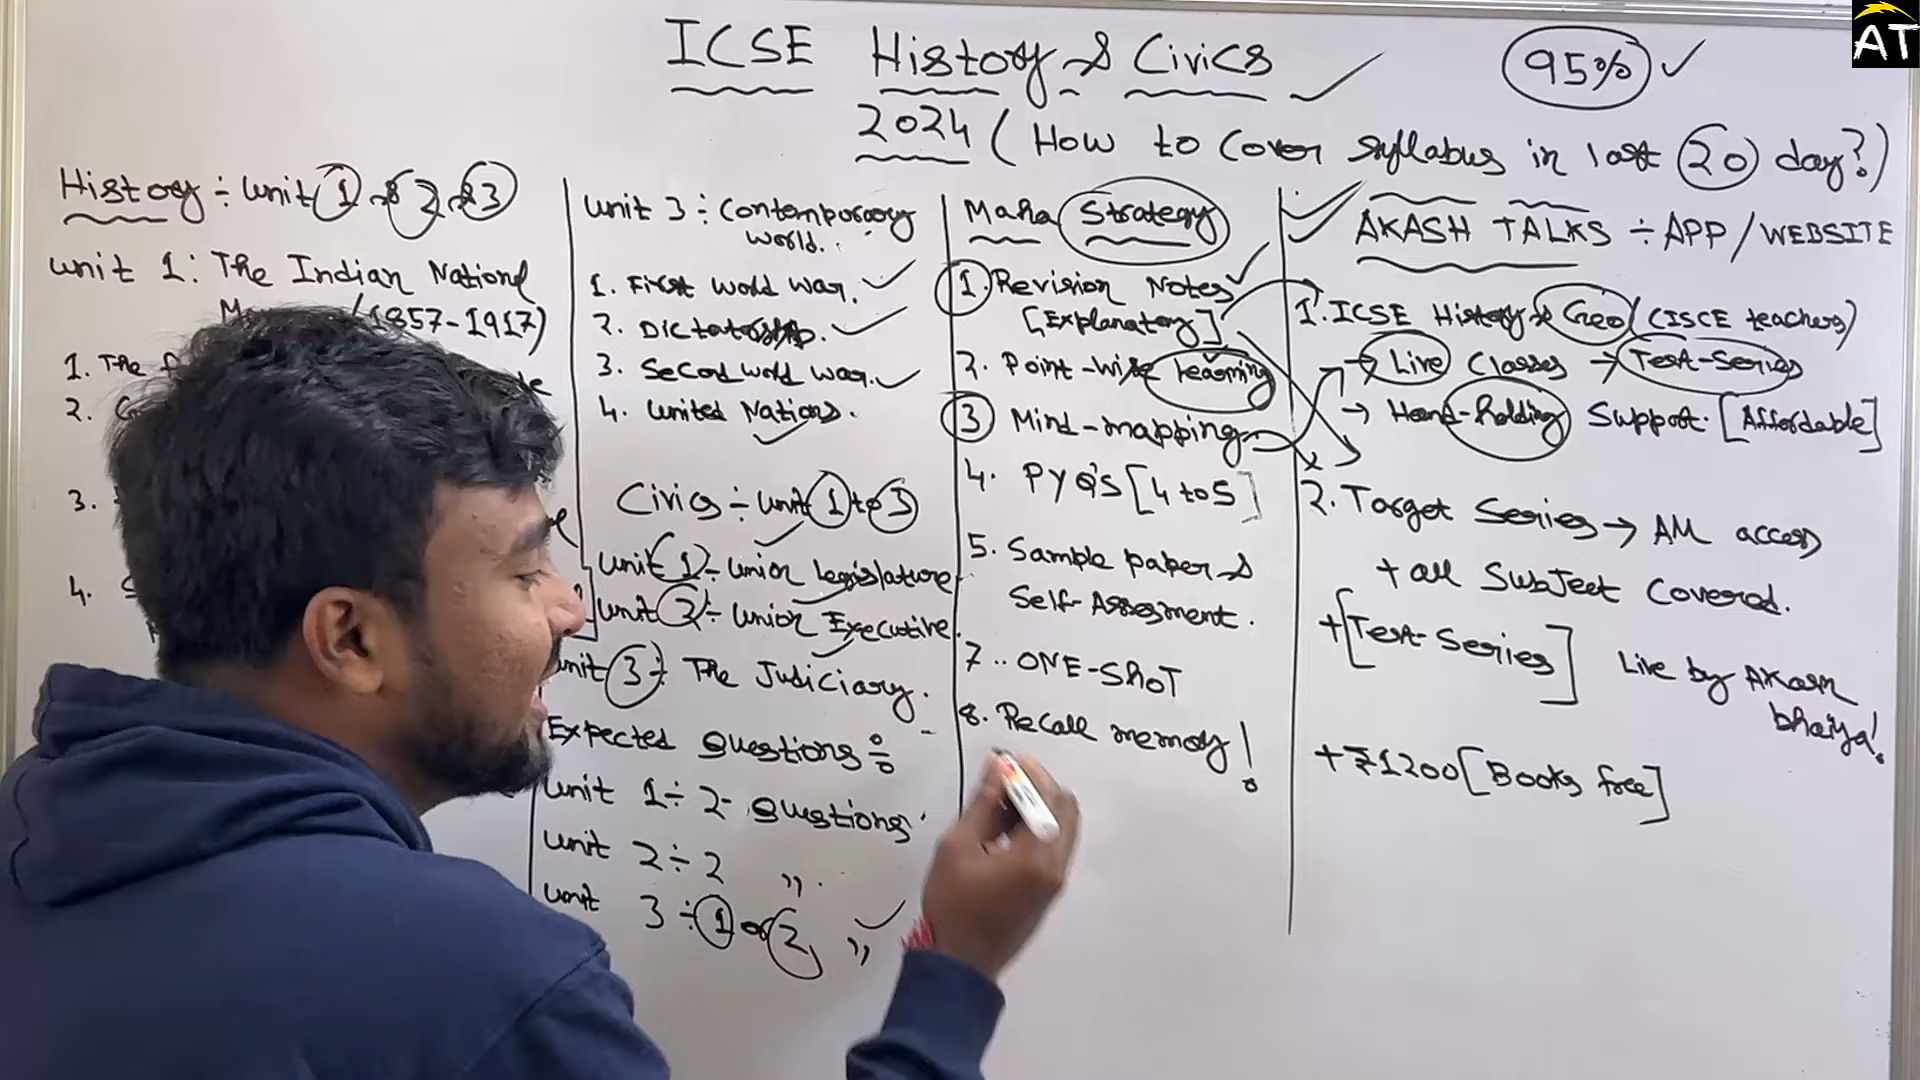 AT
ICSE History & Civics
95%
2024 (How to Cover syllabus in last 20 day?)
History ÷ unit 1 & 2 & 3
unit 1: The Indian National
(1857-1917)
1. The
2.
3.
4.
unit 3 ÷ Contemporary
world.
1. First world war.
2. Dictatorship.
3. Second world war.
4. United Nations.
Civics ÷ unit 1 to 3
unit 1 ÷ Union Legislature
unit 2 ÷ Union Executive.
unit 3 ÷ The Judiciary.
Expected questions ÷
unit 1 ÷ 2- questions
unit 2 ÷ 2 ,,
unit 3 ÷ 1 or 2 ,,
Maha Strategy
1. Revision Notes
[Explanatory]
2. Point-wise learning
3 Mind-mapping
4. PYQ's [4 to 5]
5. Sample paper &
Self-Assesment.
7.. ONE-SHOT
8. Recall memory!
AKASH TALKS ÷ APP/WEBSITE
1. ICSE History & Geo (CISCE teachers)
→ Live Classes → Test-Series
→ Hand-holding Support. [Affordable]
2. Target Series → AM access
+ all SubJect Covered.
+ [Test-Series]
Live by Akash
bhaiya!
+ ₹1200 [Books free]